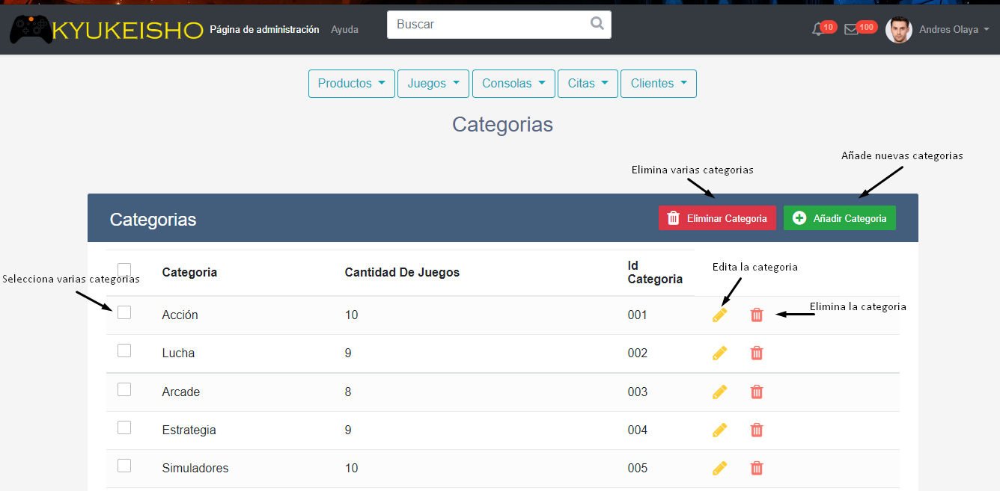 KYUKEISHO Página de administración Ayuda Buscar 10 100 Andres Olaya
Productos Juegos Consolas Citas Clientes
Categorias
Añade nuevas categorias
Elimina varias categorias
Categorias Eliminar Categoria Añadir Categoria
Categoria Cantidad De Juegos Id Categoria
Edita la categoria
Selecciona varias categorias
Elimina la categoria
Acción 10 001
Lucha 9 002
Arcade 8 003
Estrategia 9 004
Simuladores 10 005